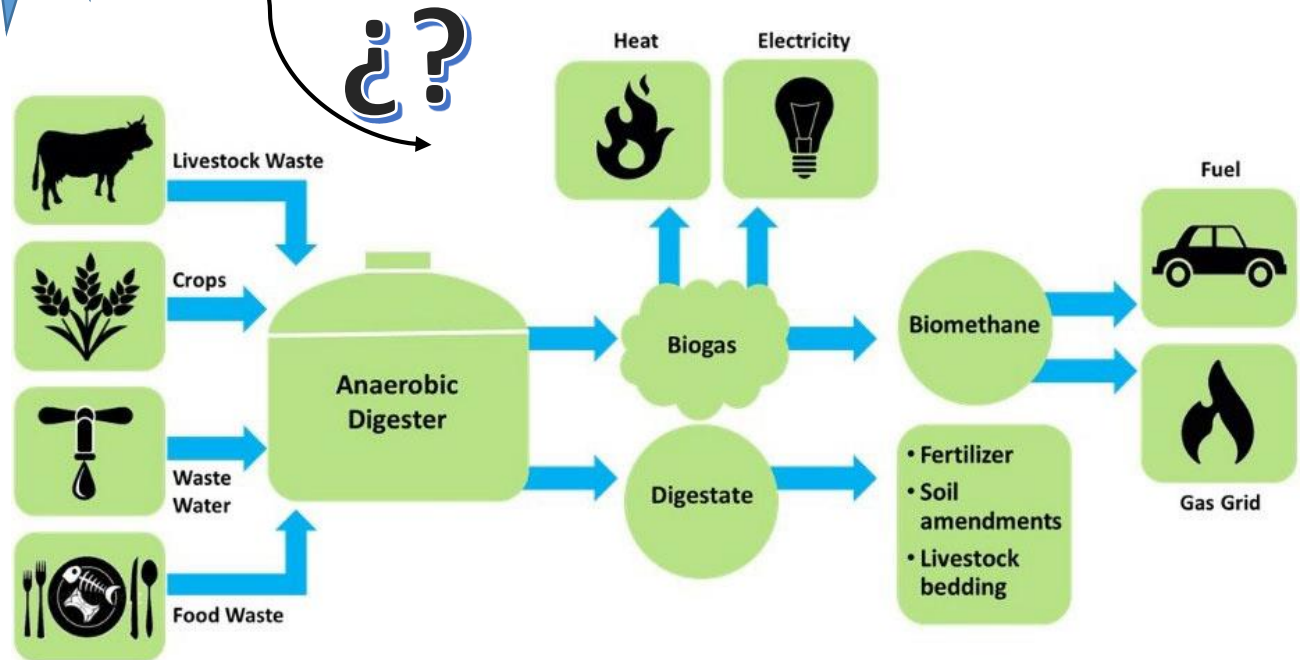 ¿?
Heat
Electricity
Livestock Waste
Fuel
Crops
Biogas
Biomethane
Anaerobic
Digester
Waste
Water
Digestate
• Fertilizer
• Soil
amendments
• Livestock
bedding
Gas Grid
Food Waste